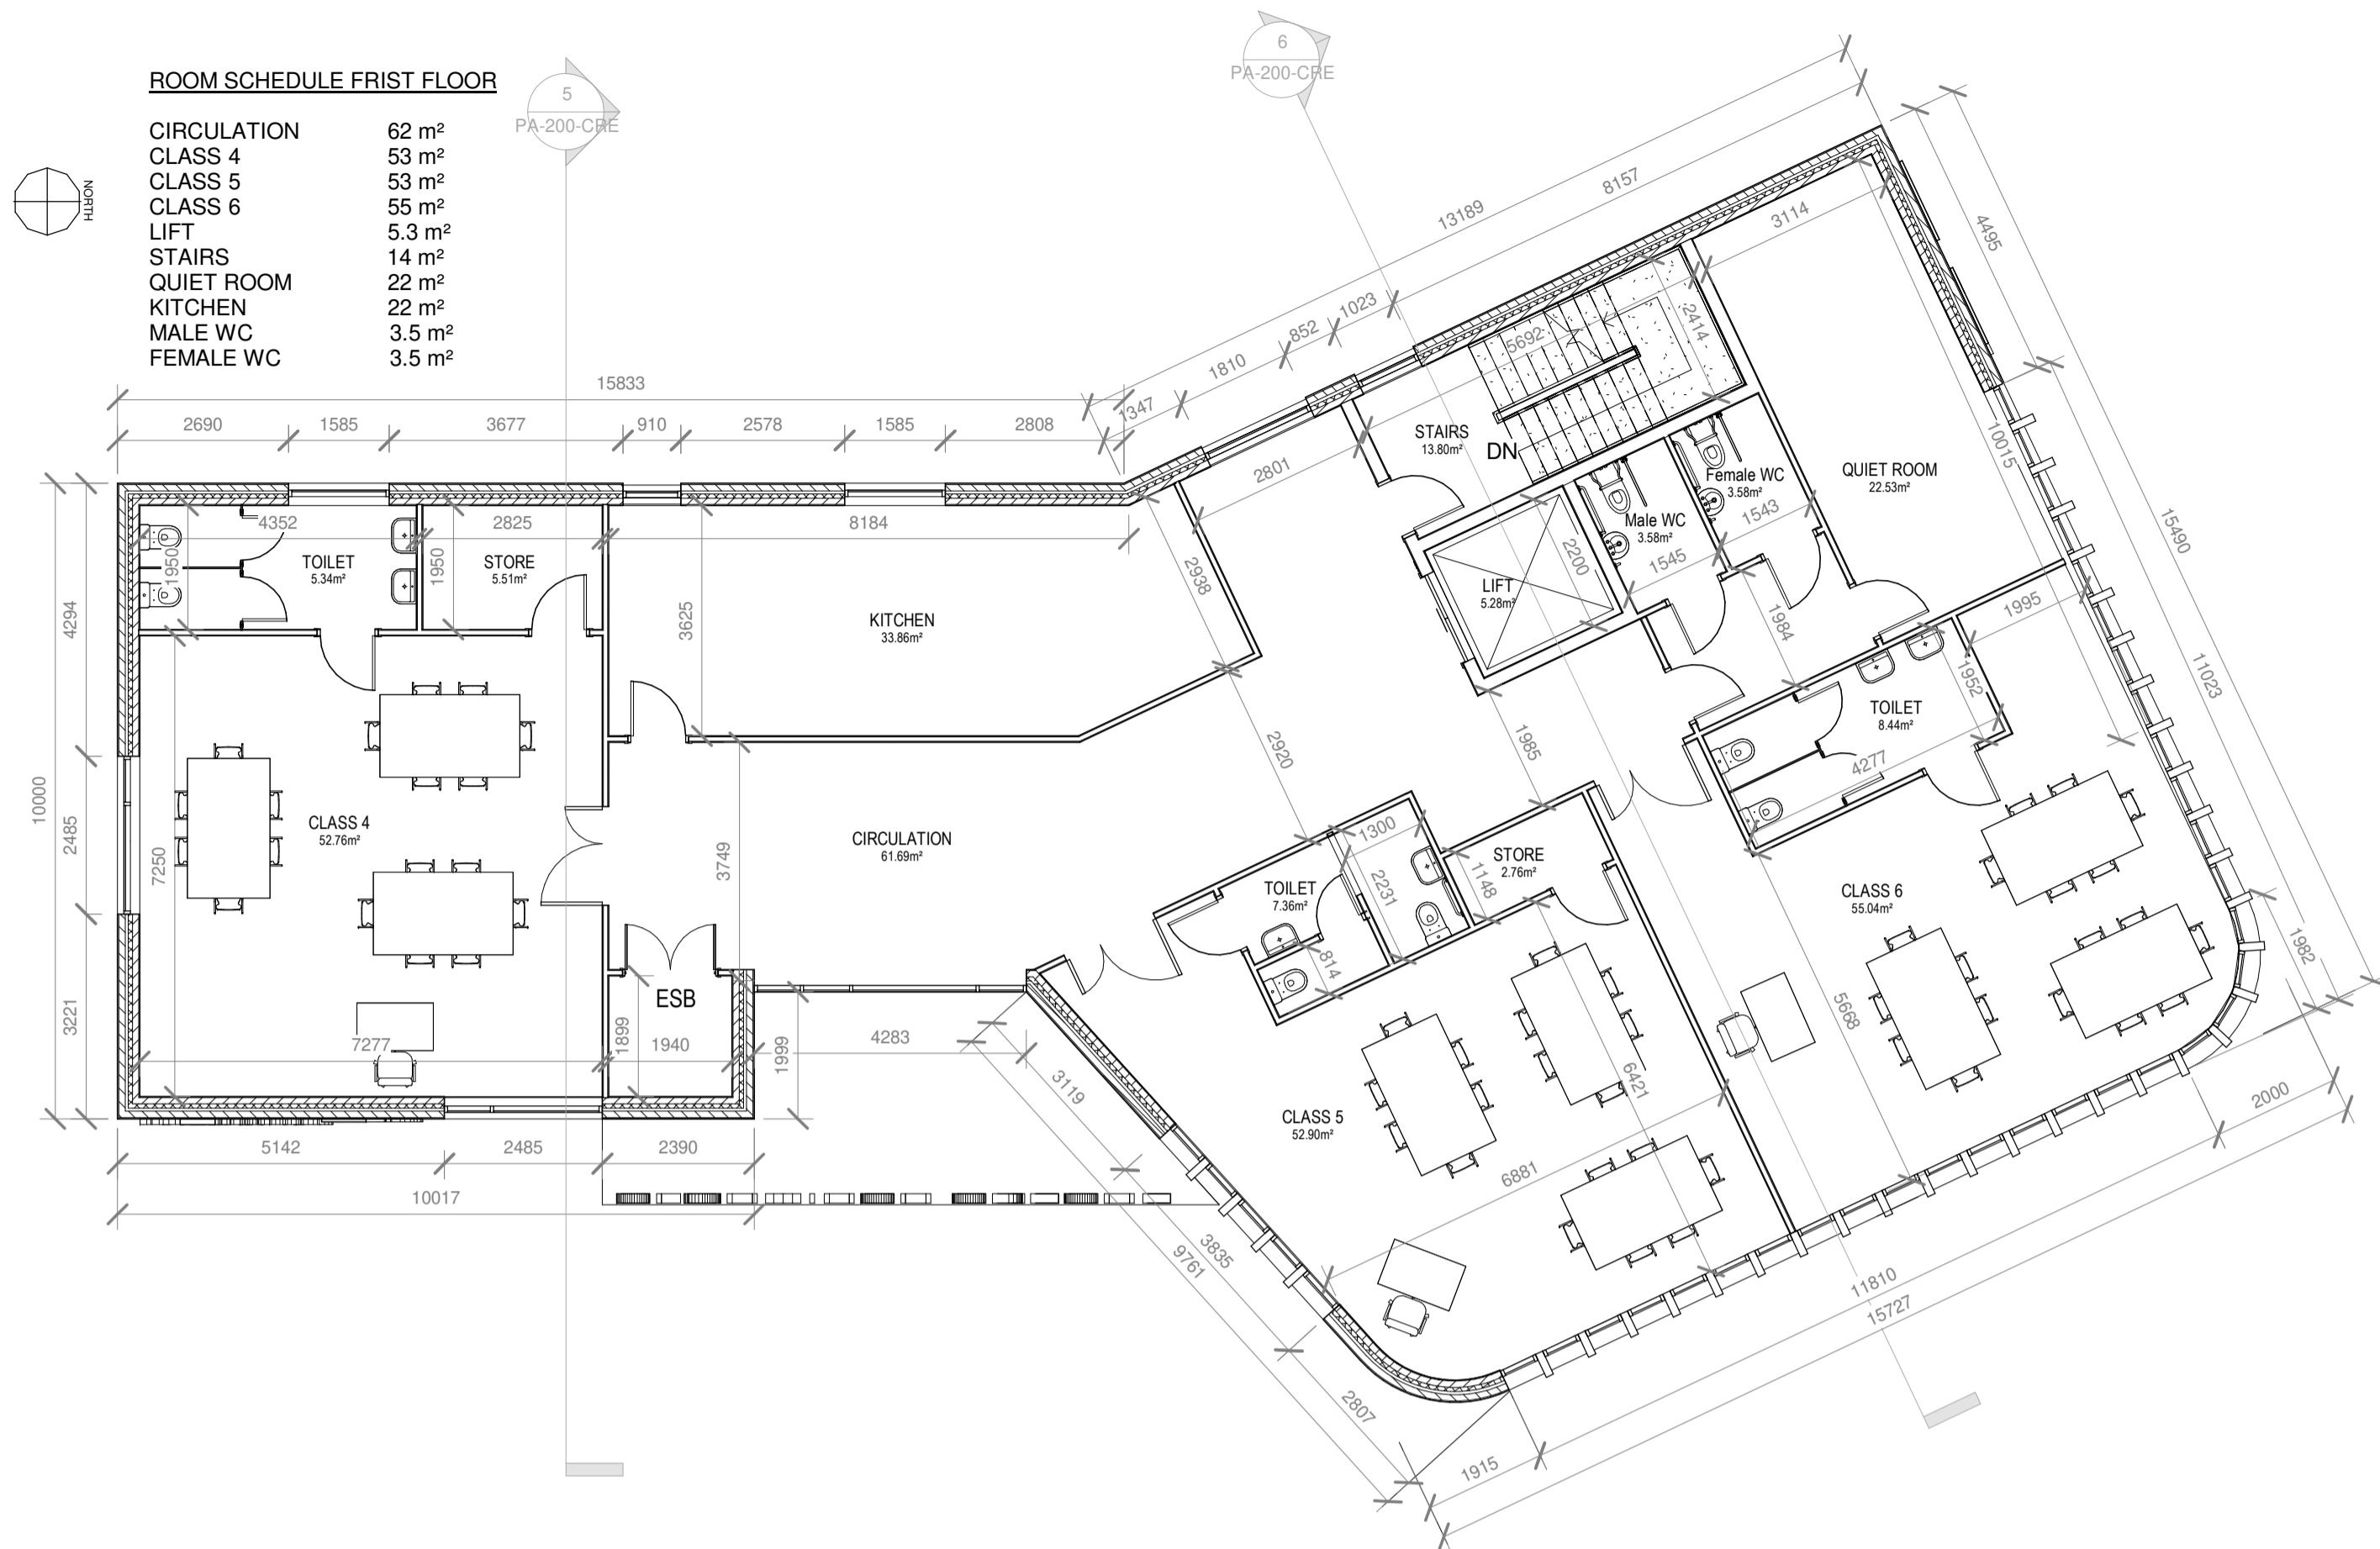 ROOM SCHEDULE FRIST FLOOR
CIRCULATION 62 m²
CLASS 4 53 m²
CLASS 5 53 m²
CLASS 6 55 m²
LIFT 5.3 m²
STAIRS 14 m²
QUIET ROOM 22 m²
KITCHEN 22 m²
MALE WC 3.5 m²
FEMALE WC 3.5 m²
NORTH
5
PA-200-CRE
6
PA-200-CRE
15833
2690 1585 3677 910 2578 1585 2808
1347
1810
852
1023
13189
8157
3114
4495
15490
11023
10015
1982
4352 2825 8184
1950
1950
TOILET
5.34m²
STORE
5.51m²
3625
KITCHEN
33.86m²
2938
2801
STAIRS
13.80m²
DN
5692
2414
Female WC
3.58m²
1543
Male WC
3.58m²
1545
QUIET ROOM
22.53m²
LIFT
5.28m²
2200
1984
1995
1952
TOILET
8.44m²
4277
1985
2920
10000
4294
2485
3221
CLASS 4
52.76m²
7250
CIRCULATION
61.69m²
3749
TOILET
7.36m²
1300
2231
814
STORE
2.76m²
1148
CLASS 6
55.04m²
5668
ESB
1899
1940
7277
1999
4283
3119
CLASS 5
52.90m²
6421
6881
5142 2485 2390
10017
3835
9761
2807
1915
11810
15727
2000